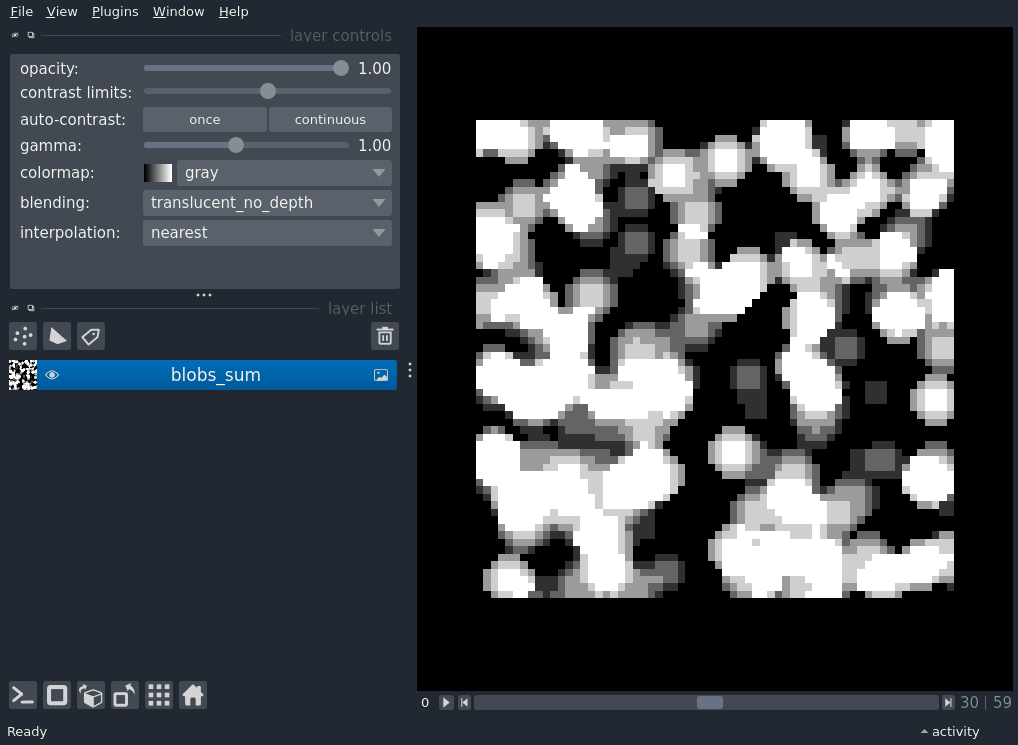 File View Plugins Window Help
layer controls
opacity: 1.00
contrast limits:
auto-contrast: once continuous
gamma: 1.00
colormap: gray
blending: translucent_no_depth
interpolation: nearest
layer list
blobs_sum
0 30 | 59
Ready activity